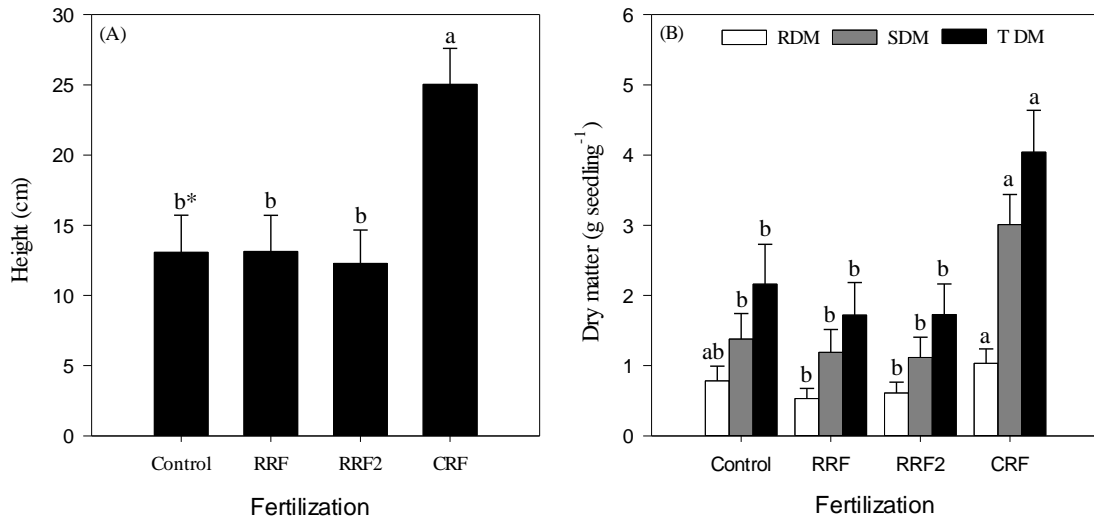 (A)
30
25
20
15
10
5
0
Height (cm)
b*
b
b
a
Control RRF RRF2 CRF
Fertilization
(B)
RDM SDM T DM
6
5
4
3
2
1
0
Dry matter (g seedling⁻¹)
ab b b
b b b
b b b
a a a
Control RRF RRF2 CRF
Fertilization